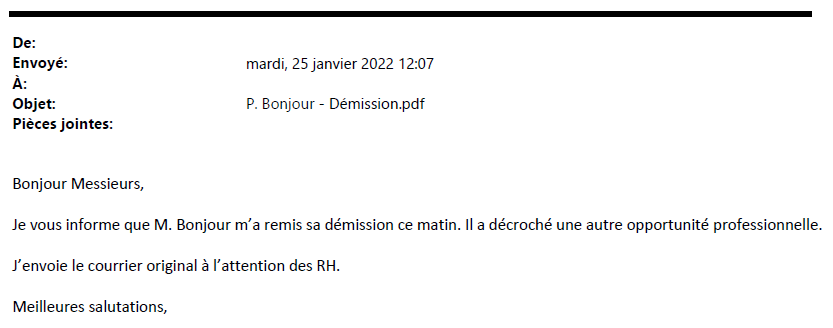 De:
Envoyé: mardi, 25 janvier 2022 12:07
À:
Objet: P. Bonjour - Démission.pdf
Pièces jointes:
Bonjour Messieurs,
Je vous informe que M. Bonjour m’a remis sa démission ce matin. Il a décroché une autre opportunité professionnelle.
J’envoie le courrier original à l’attention des RH.
Meilleures salutations,